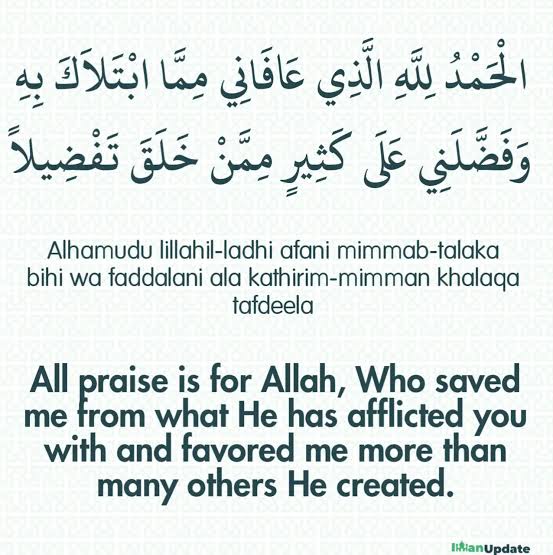 الْحَمْدُ لِلَّهِ الَّذِي عَافَانِي مِمَّا ابْتَلاَكَ بِهِ
وَفَضَّلَنِي عَلَى كَثِيرٍ مِمَّنْ خَلَقَ تَفْضِيلاً
Alhamudu lillahil-ladhi afani mimmab-talaka
bihi wa faddalani ala kathirim-mimman khalaqa
tafdeela
All praise is for Allah, Who saved
me from what He has afflicted you
with and favored me more than
many others He created.
ImanUpdate